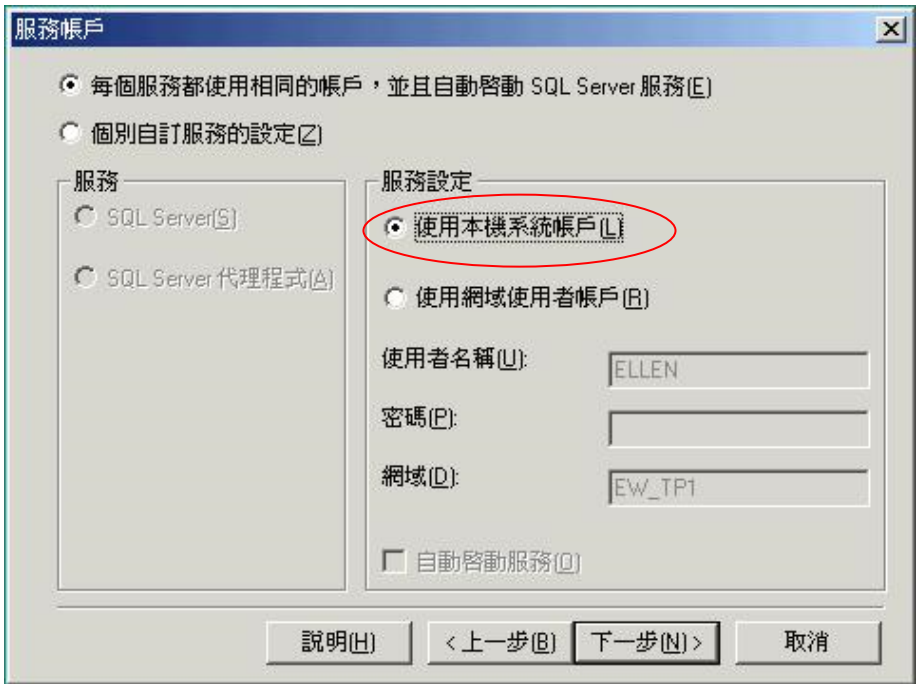 服務帳戶
每個服務都使用相同的帳戶，並且自動啓動 SQL Server 服務(E)
個別自訂服務的設定(Z)
服務
SQL Server(S)
SQL Server 代理程式(A)
服務設定
使用本機系統帳戶(L)
使用網域使用者帳戶(R)
使用者名稱(U):
ELLEN
密碼(P):
網域(D):
EW_TP1
自動啓動服務(O)
說明(H)
<上一步(B)
下一步(N)>
取消